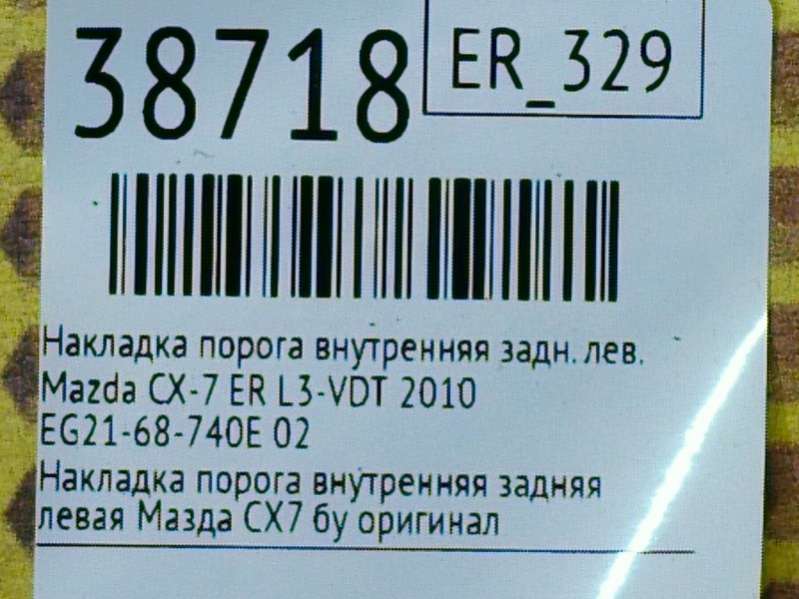 38718
ER_329
Накладка порога внутренняя задн. лев.
Mazda CX-7 ER L3-VDT 2010
EG21-68-740E 02
Накладка порога внутренняя задняя
левая Мазда СХ7 бу оригинал